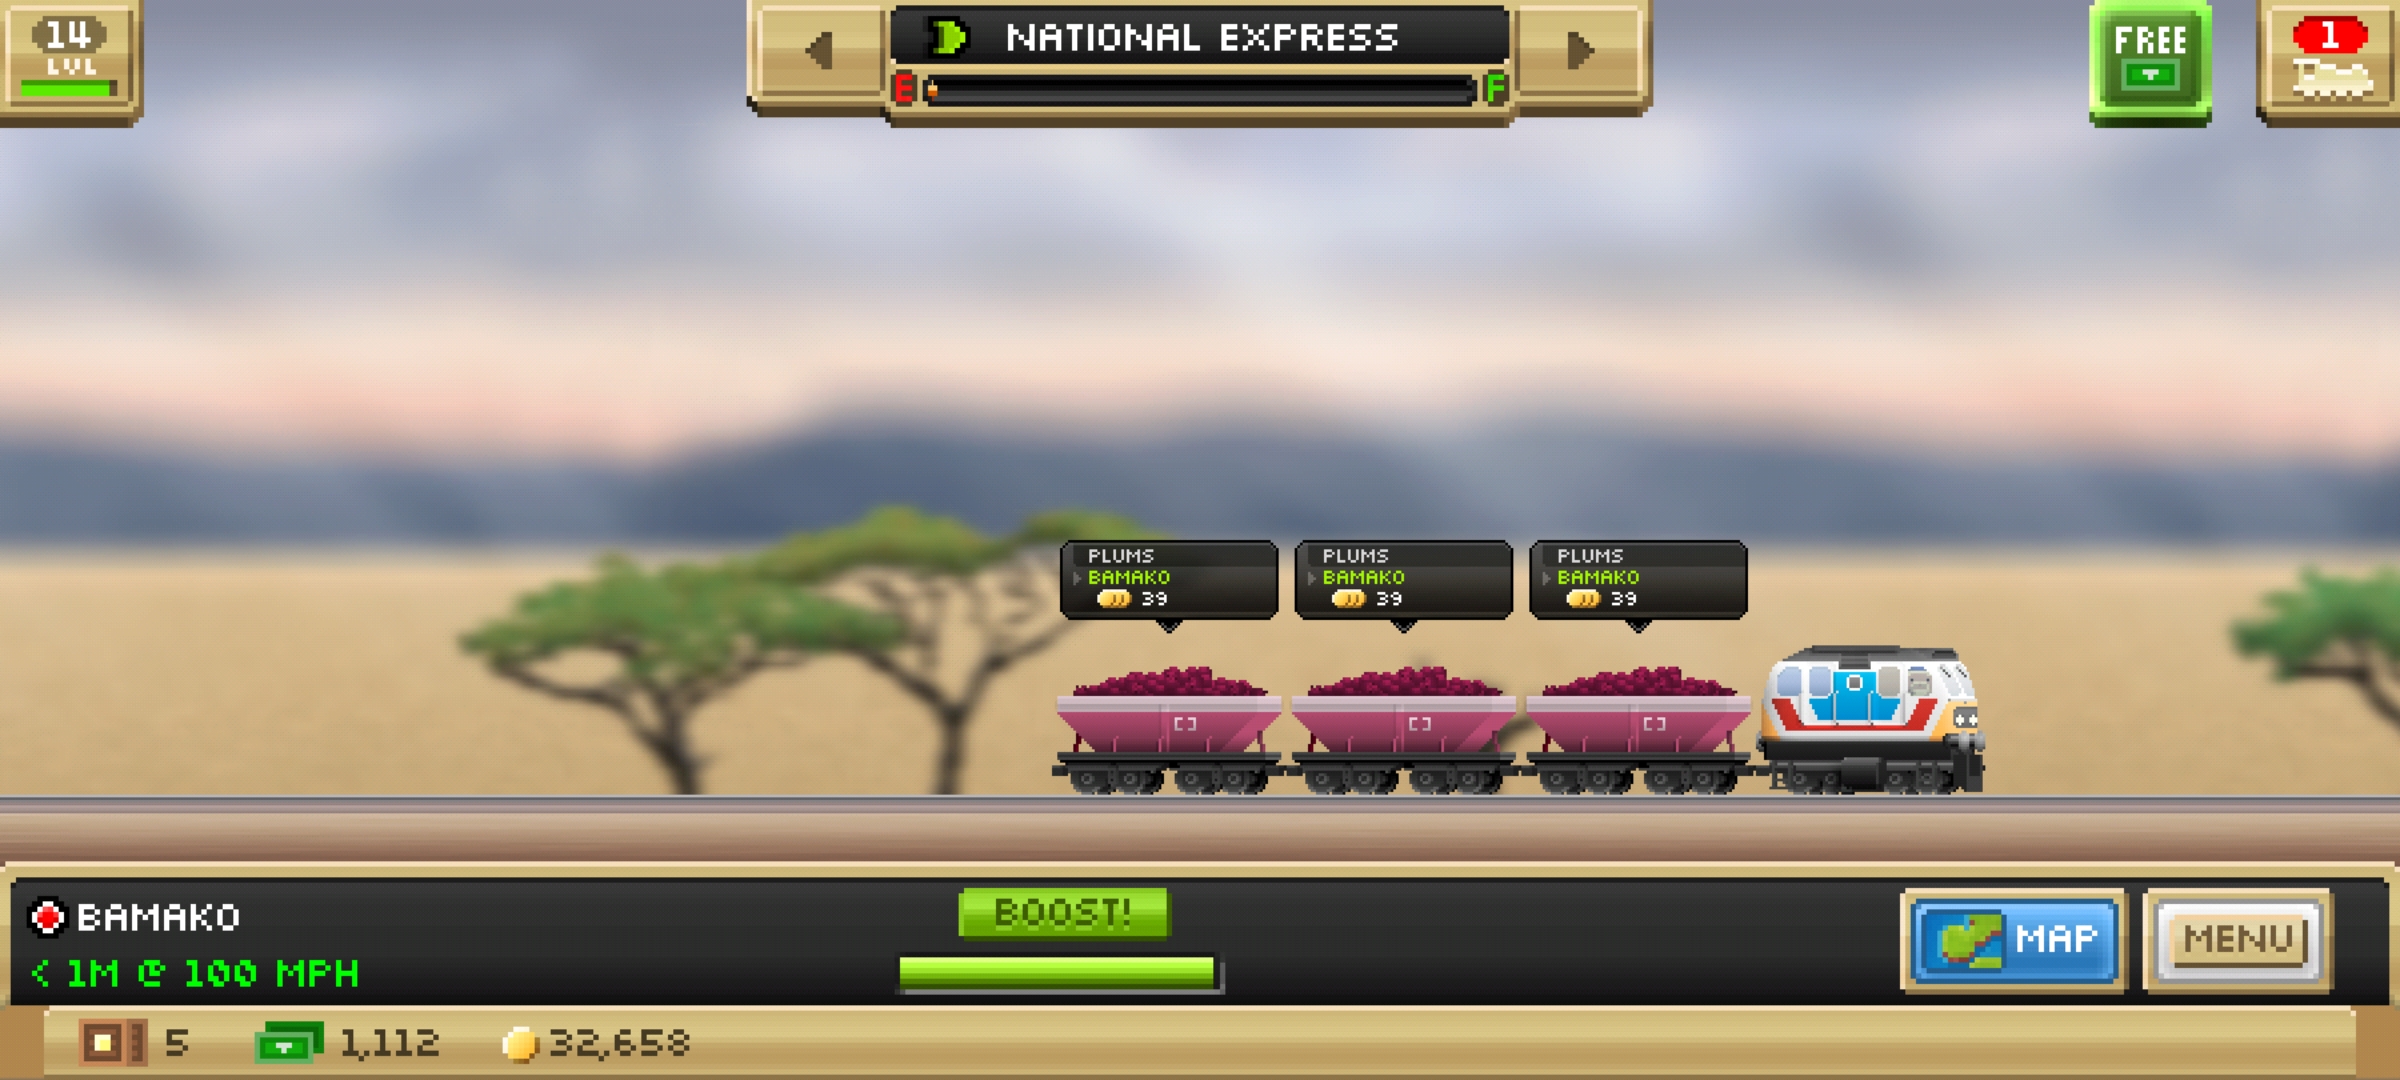 14
LVL
NATIONAL EXPRESS
E
F
FREE
1
PLUMS
BAMAKO
39
PLUMS
BAMAKO
39
PLUMS
BAMAKO
39
BAMAKO
< 1M @ 100 MPH
BOOST!
MAP
MENU
5
1,112
32,658